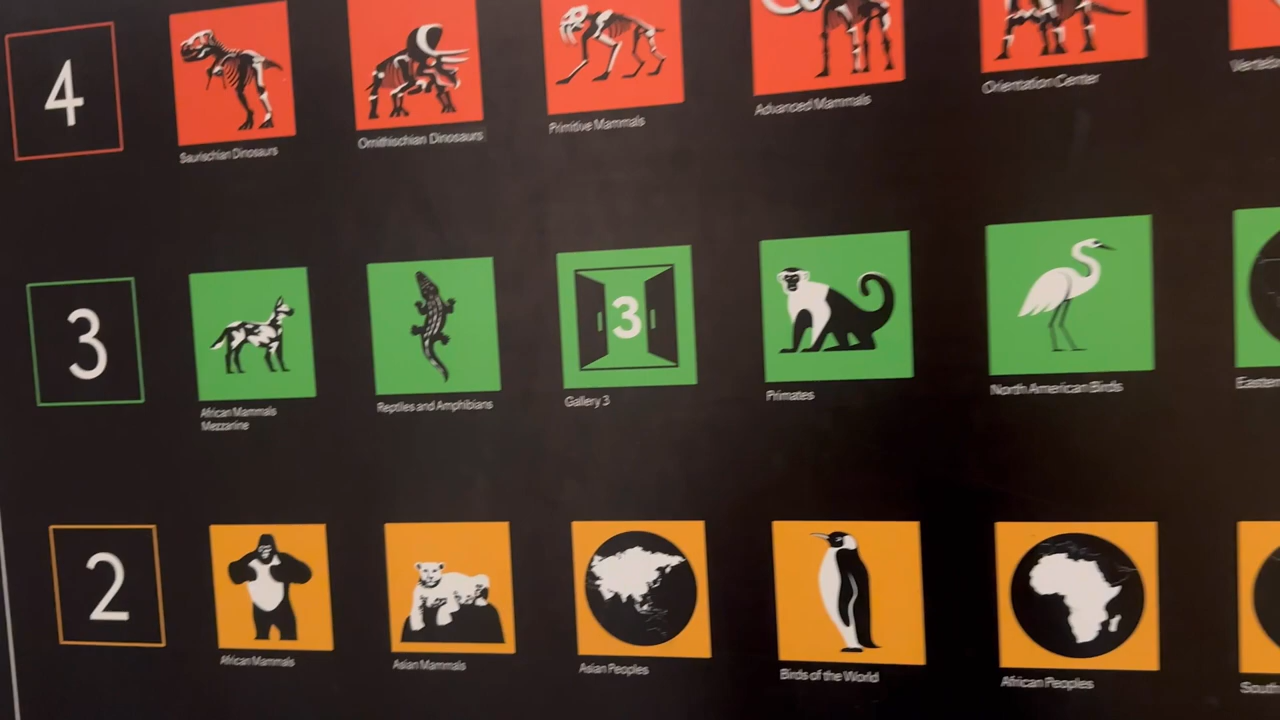 4
Saurischian Dinosaurs
Ornithischian Dinosaurs
Primitive Mammals
Advanced Mammals
Orientation Center
3
African Mammals
Mezzanine
Reptiles and Amphibians
3
Gallery 3
Primates
North American Birds
Easter
2
African Mammals
Asian Mammals
Asian Peoples
Birds of the World
African Peoples
South